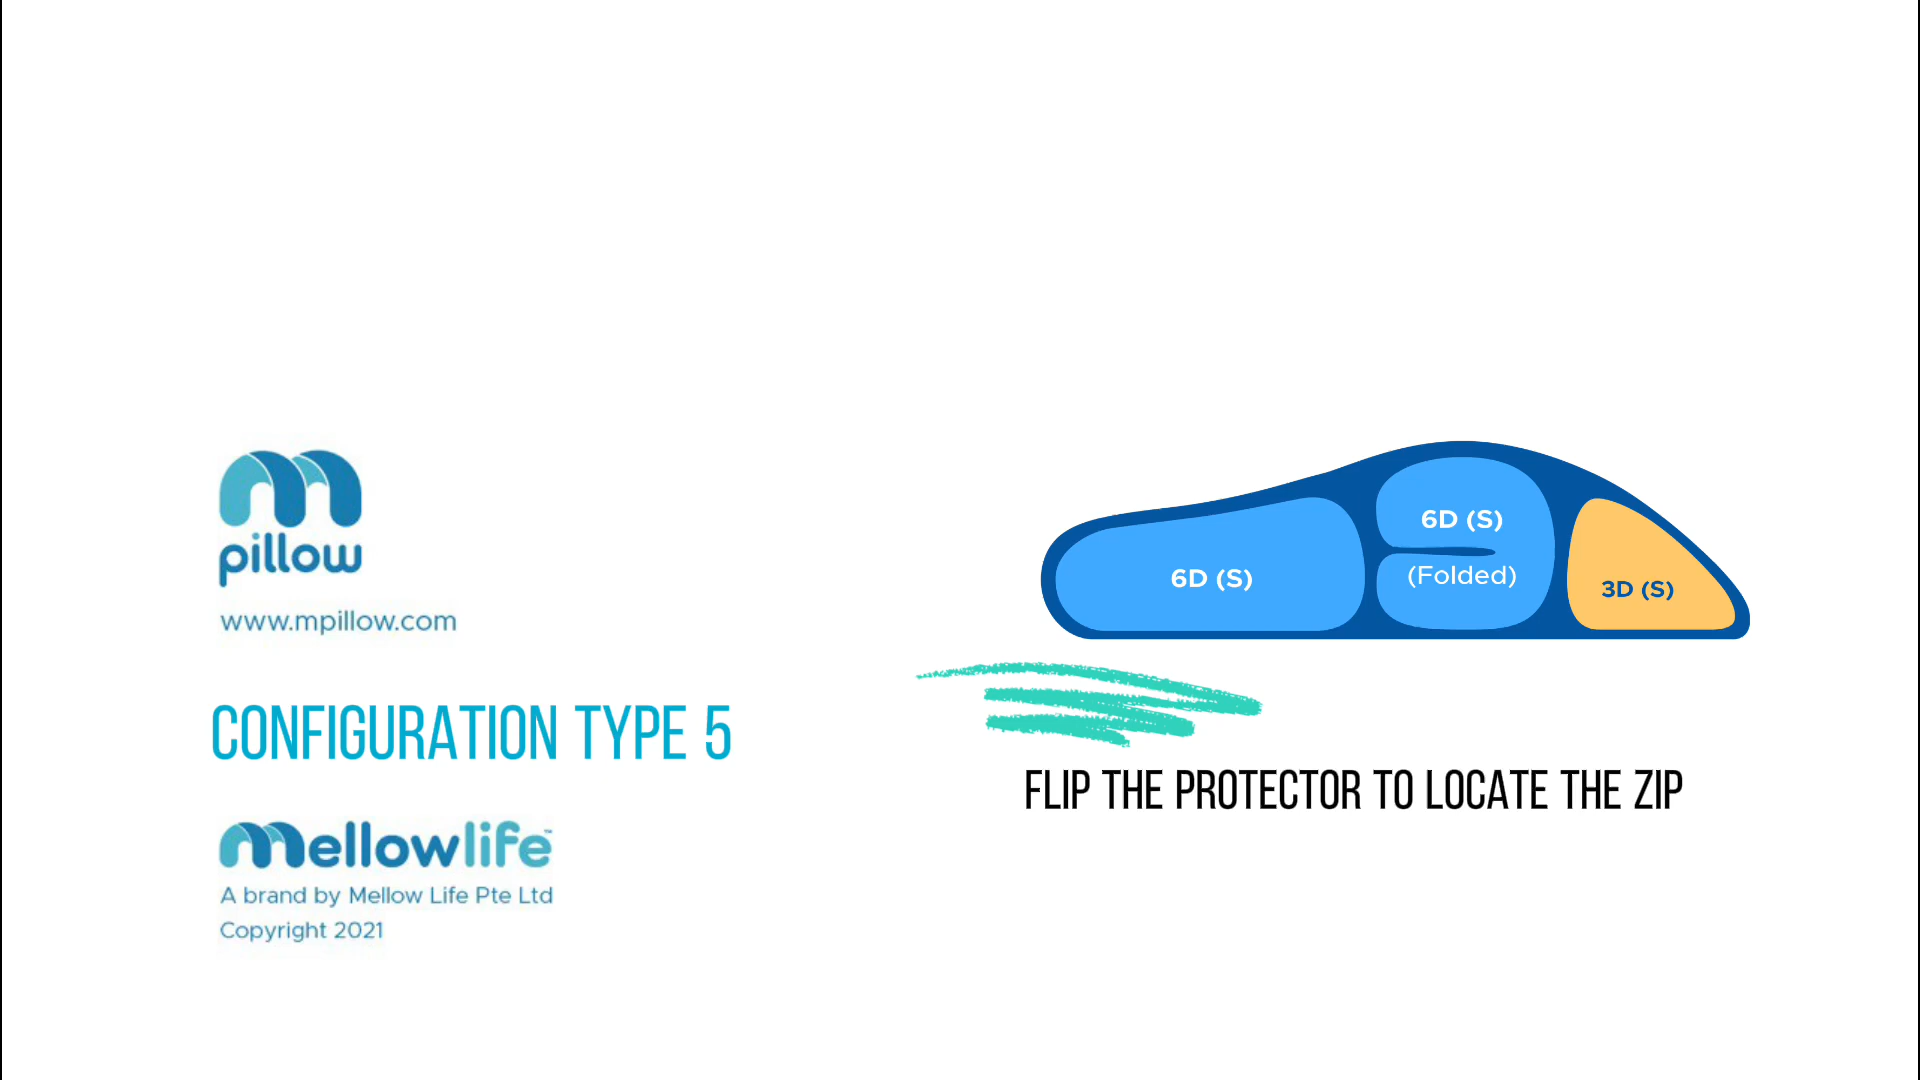 m
pillow
www.mpillow.com
CONFIGURATION TYPE 5
mellowlife™
A brand by Mellow Life Pte Ltd
Copyright 2021
6D (S)
6D (S)
(Folded)
3D (S)
FLIP THE PROTECTOR TO LOCATE THE ZIP